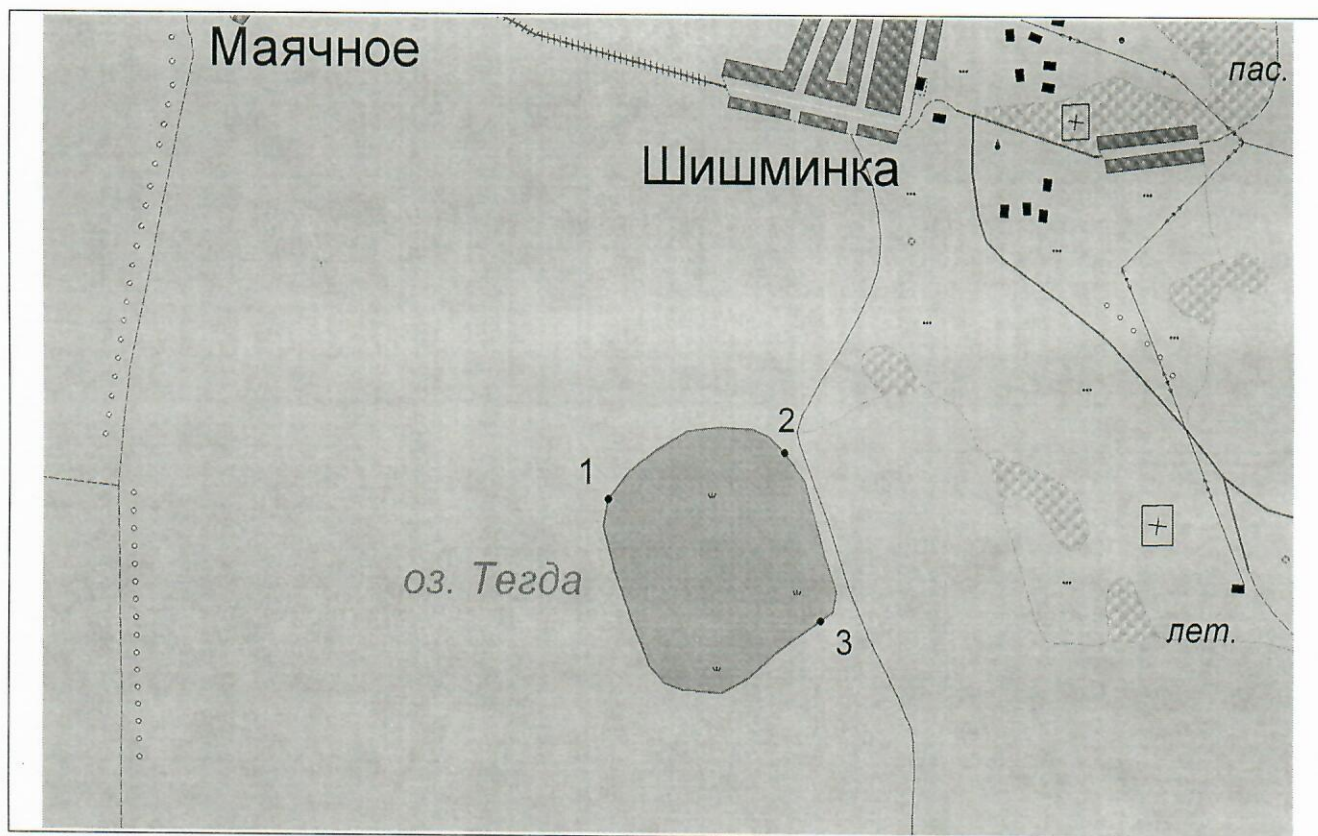 Маячное
пас.
Шишминка
2
1
оз. Тегда
3
лет.